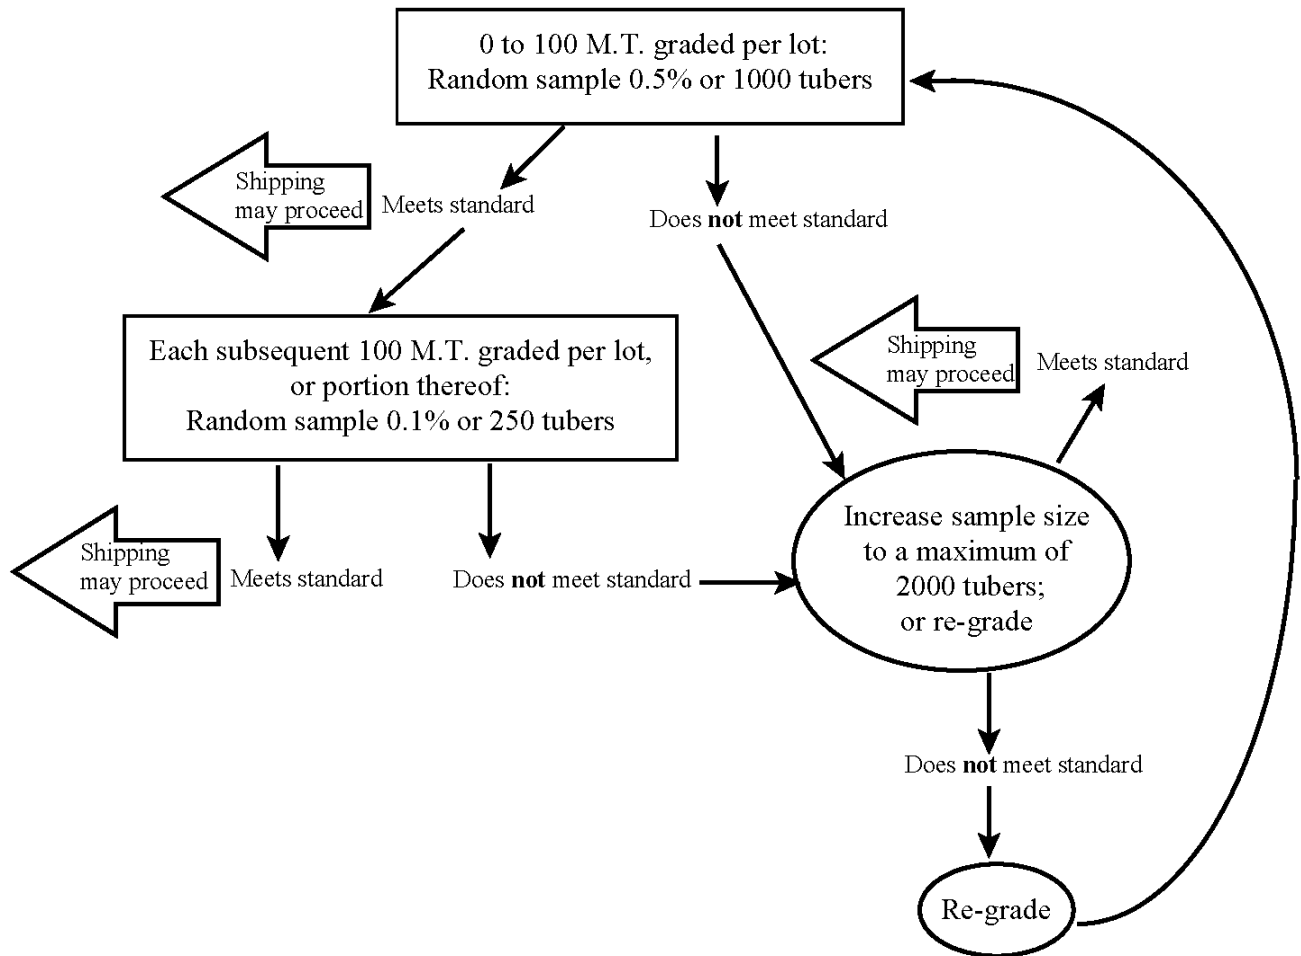 0 to 100 M.T. graded per lot:
Random sample 0.5% or 1000 tubers
Shipping
may proceed
Meets standard
Does not meet standard
Each subsequent 100 M.T. graded per lot,
or portion thereof:
Random sample 0.1% or 250 tubers
Shipping
may proceed
Meets standard
Shipping
may proceed
Meets standard
Does not meet standard
Increase sample size
to a maximum of
2000 tubers;
or re-grade
Does not meet standard
Re-grade